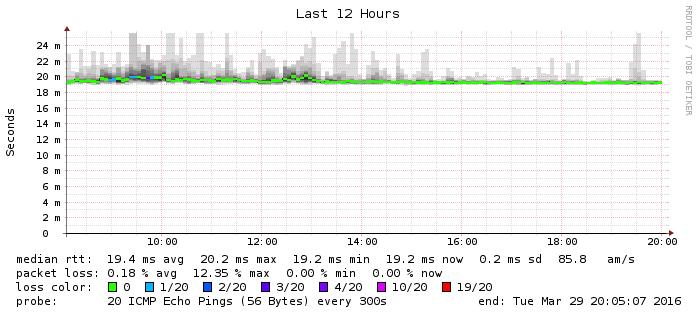 Last 12 Hours
RRDTOOL / TOBI OETIKER
Seconds
24 m
22 m
20 m
18 m
16 m
14 m
12 m
10 m
8 m
6 m
4 m
2 m
0
10:00 12:00 14:00 16:00 18:00 20:00
median rtt: 19.4 ms avg 20.2 ms max 19.2 ms min 19.2 ms now 0.2 ms sd 85.8 am/s
packet loss: 0.18 % avg 12.35 % max 0.00 % min 0.00 % now
loss color: 0 1/20 2/20 3/20 4/20 10/20 19/20
probe: 20 ICMP Echo Pings (56 Bytes) every 300s end: Tue Mar 29 20:05:07 2016